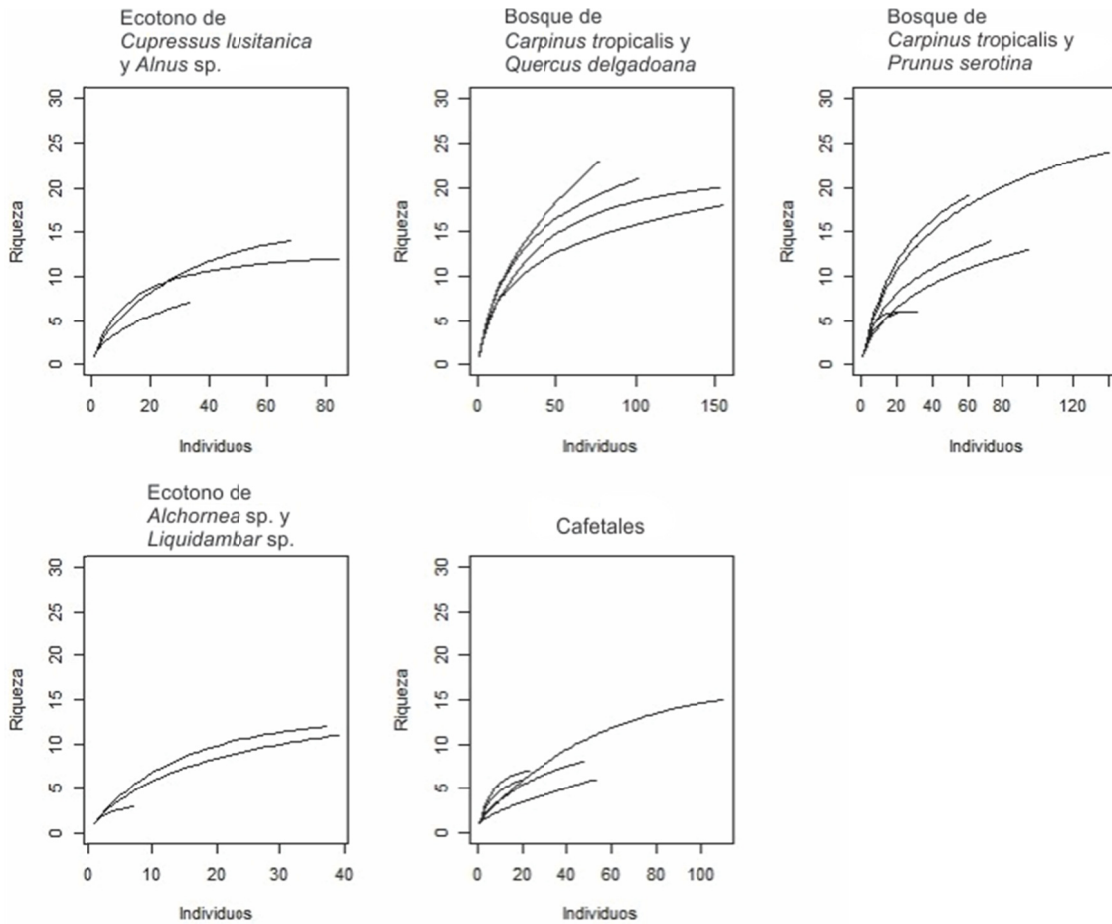 Ecotono de
Cupressus lusitanica
y Alnus sp.
30
25
20
15
10
5
0
Riqueza
0 20 40 60 80
Individuos
Bosque de
Carpinus tropicalis y
Quercus delgadoana
30
25
20
15
10
5
0
Riqueza
0 50 100 150
Individuos
Bosque de
Carpinus tropicalis y
Prunus serotina
30
25
20
15
10
5
0
Riqueza
0 20 40 60 80 120
Individuos
Ecotono de
Alchornea sp. y
Liquidambar sp.
30
25
20
15
10
5
0
Riqueza
0 10 20 30 40
Individuos
Cafetales
30
25
20
15
10
5
0
Riqueza
0 20 40 60 80 100
Individuos